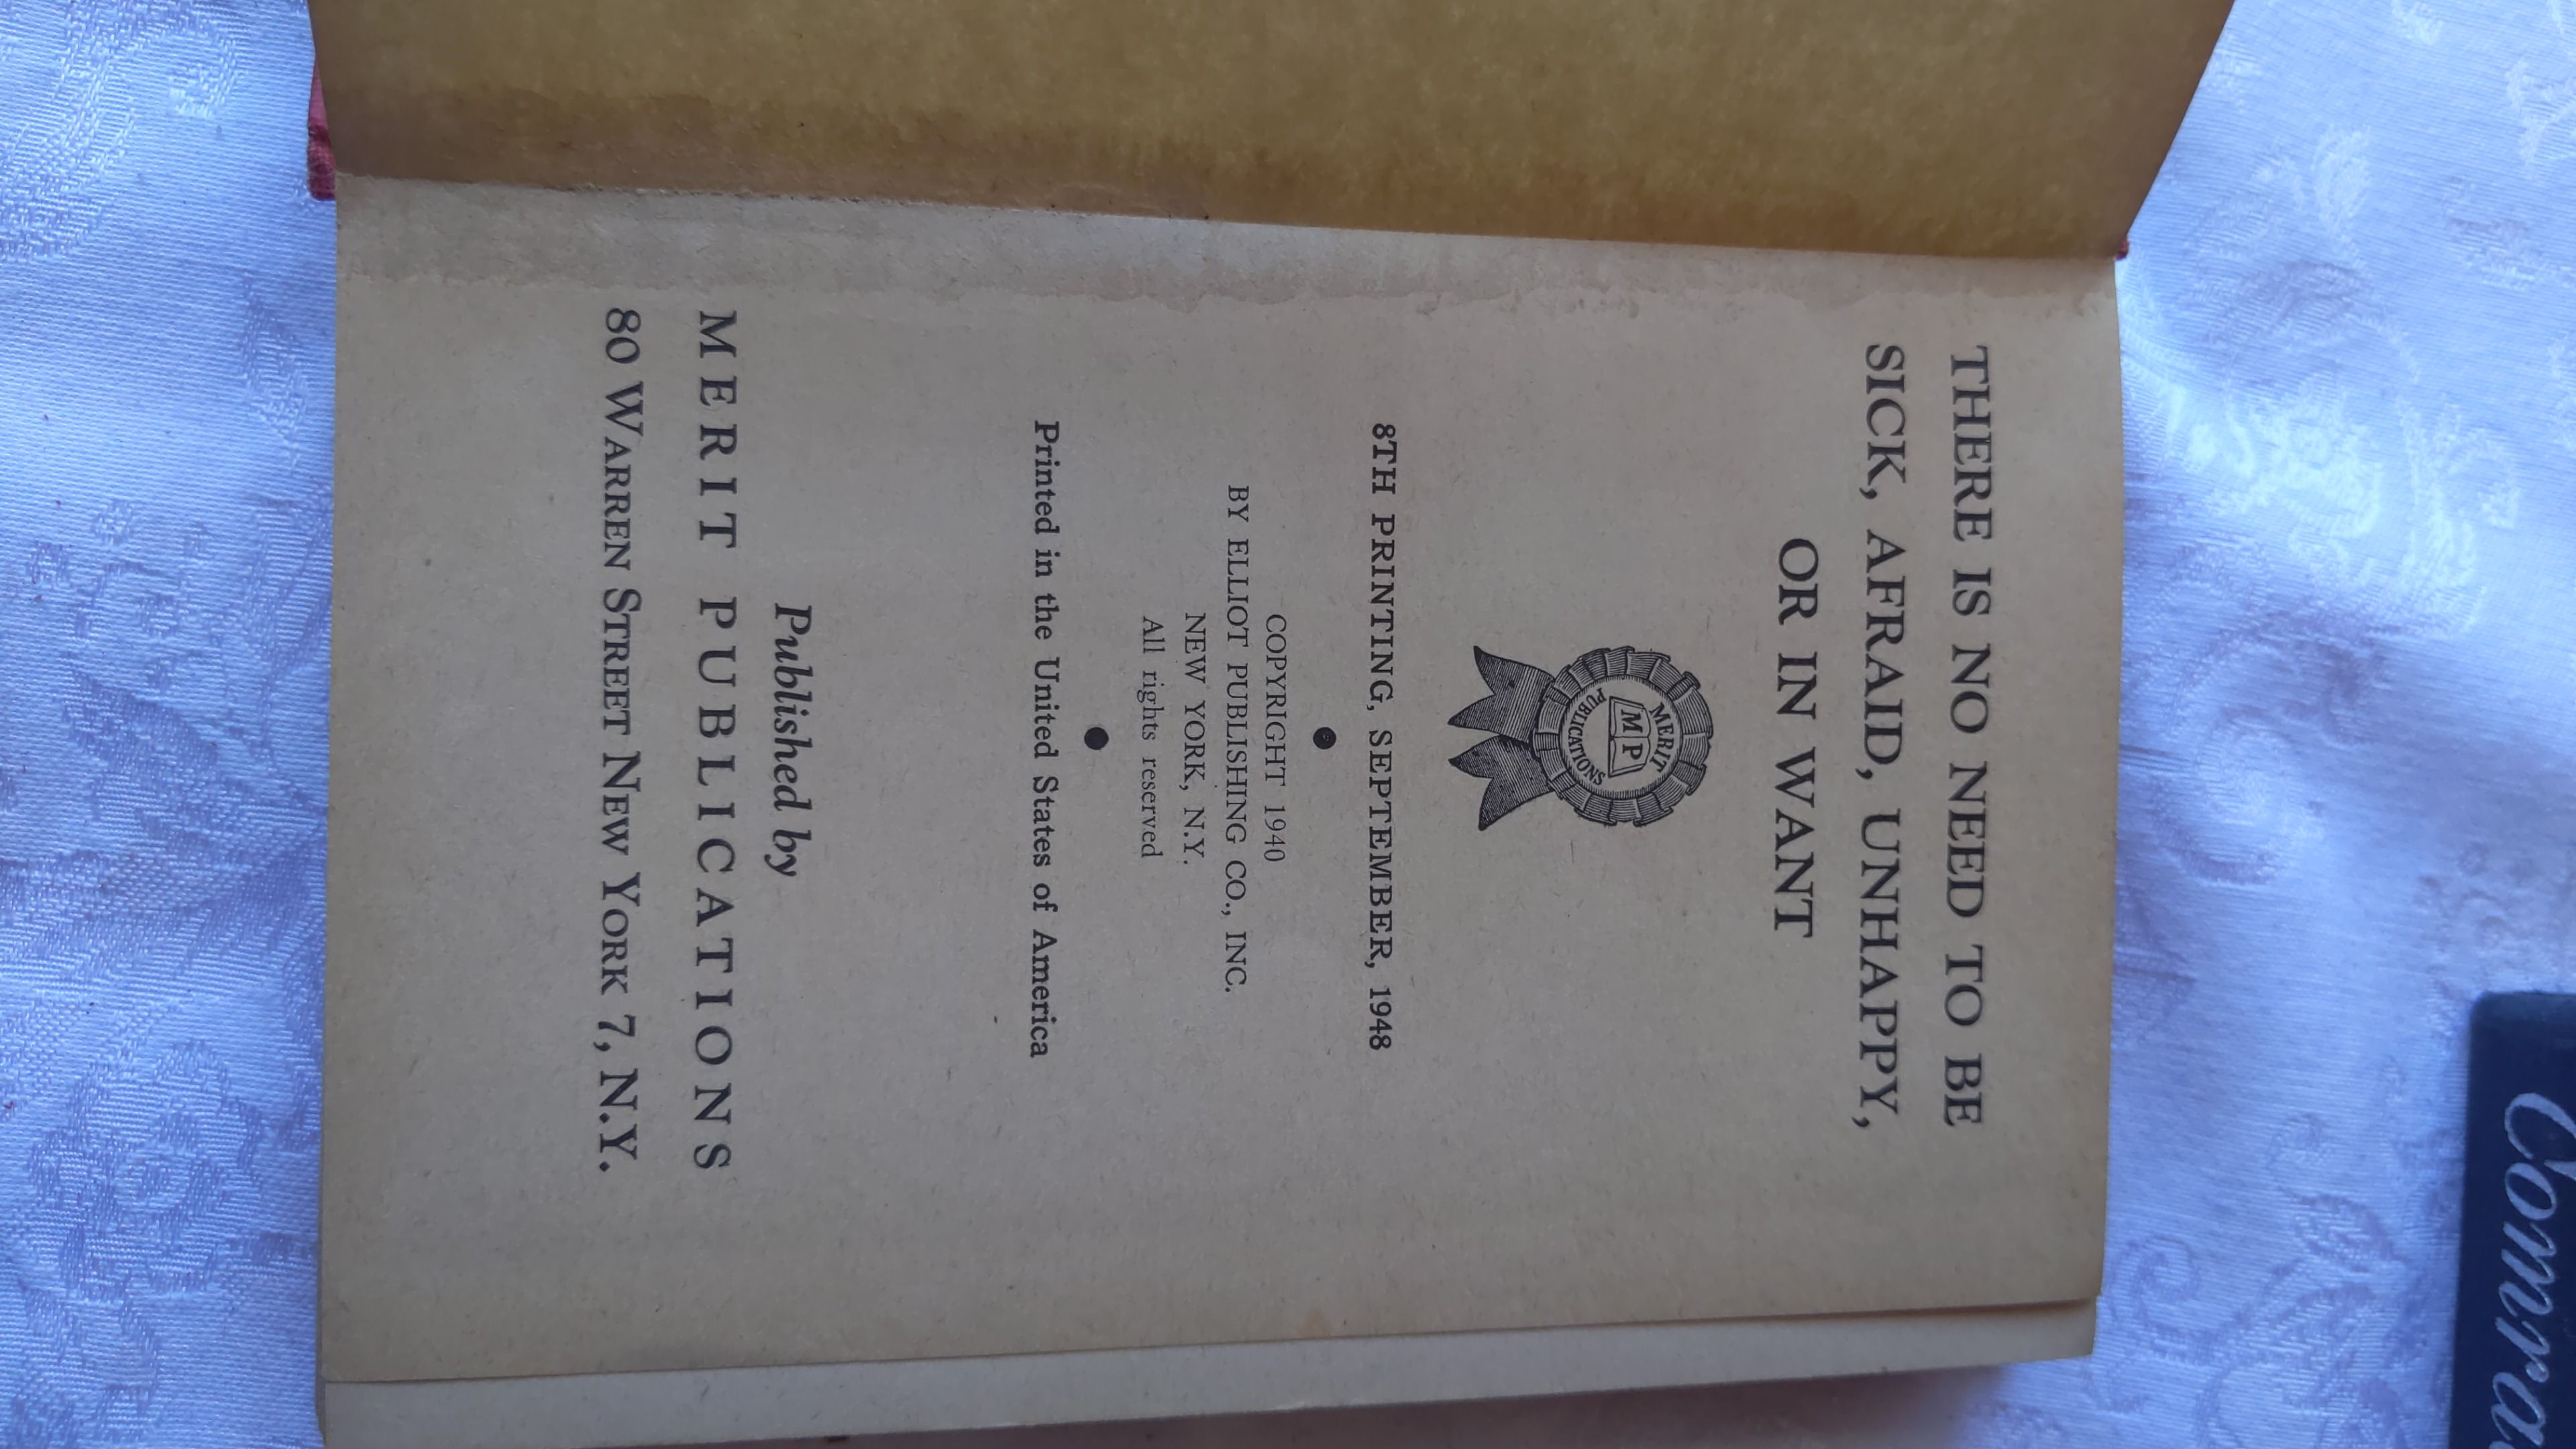 THERE IS NO NEED TO BE
SICK, AFRAID, UNHAPPY,
OR IN WANT
MERIT
M P
PUBLICATIONS
8TH PRINTING, SEPTEMBER, 1948
COPYRIGHT 1940
BY ELLIOT PUBLISHING CO., INC.
NEW YORK, N.Y.
All rights reserved
Printed in the United States of America
Published by
MERIT PUBLICATIONS
80 WARREN STREET NEW YORK 7, N.Y.